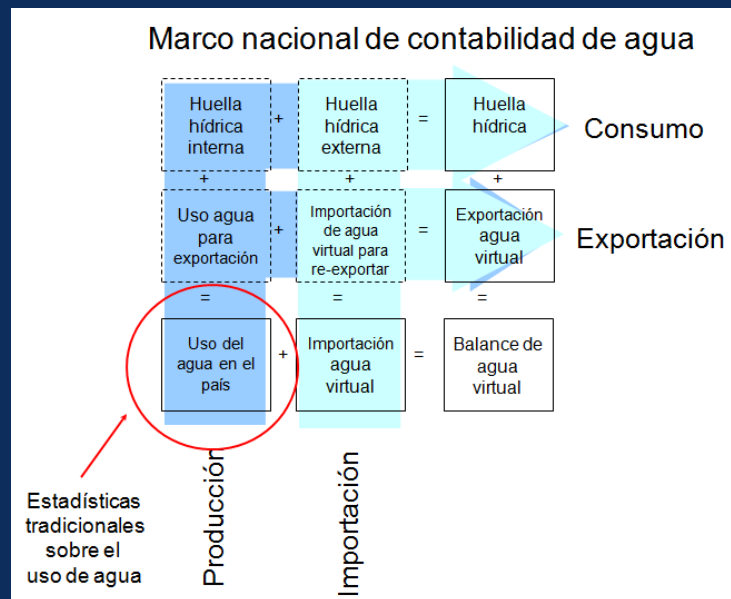 Marco nacional de contabilidad de agua
Huella
hídrica
interna
+
Huella
hídrica
externa
=
Huella
hídrica
Consumo
+
+
+
Uso agua
para
exportación
+
Importación
de agua
virtual para
re-exportar
=
Exportación
agua
virtual
Exportación
=
=
=
Uso del
agua en el
país
+
Importación
agua
virtual
=
Balance de
agua
virtual
Estadísticas
tradicionales
sobre el
uso de agua
Producción
Importación